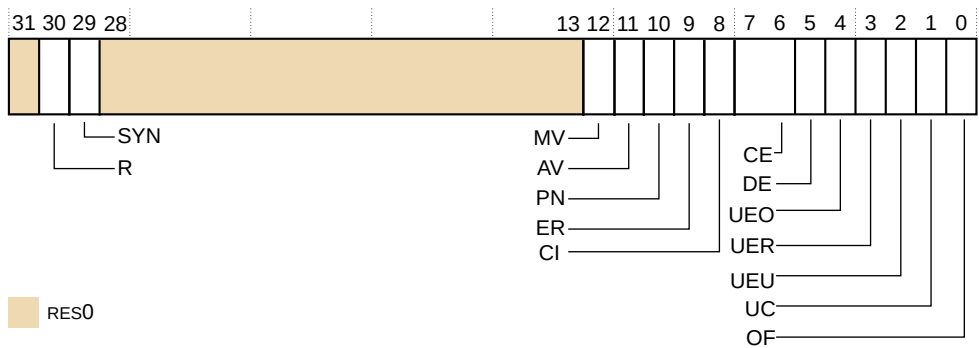 31 30 29 28 13 12 11 10 9 8 7 6 5 4 3 2 1 0
SYN
R
MV
AV
PN
ER
CI
CE
DE
UEO
UER
UEU
UC
OF
RES0